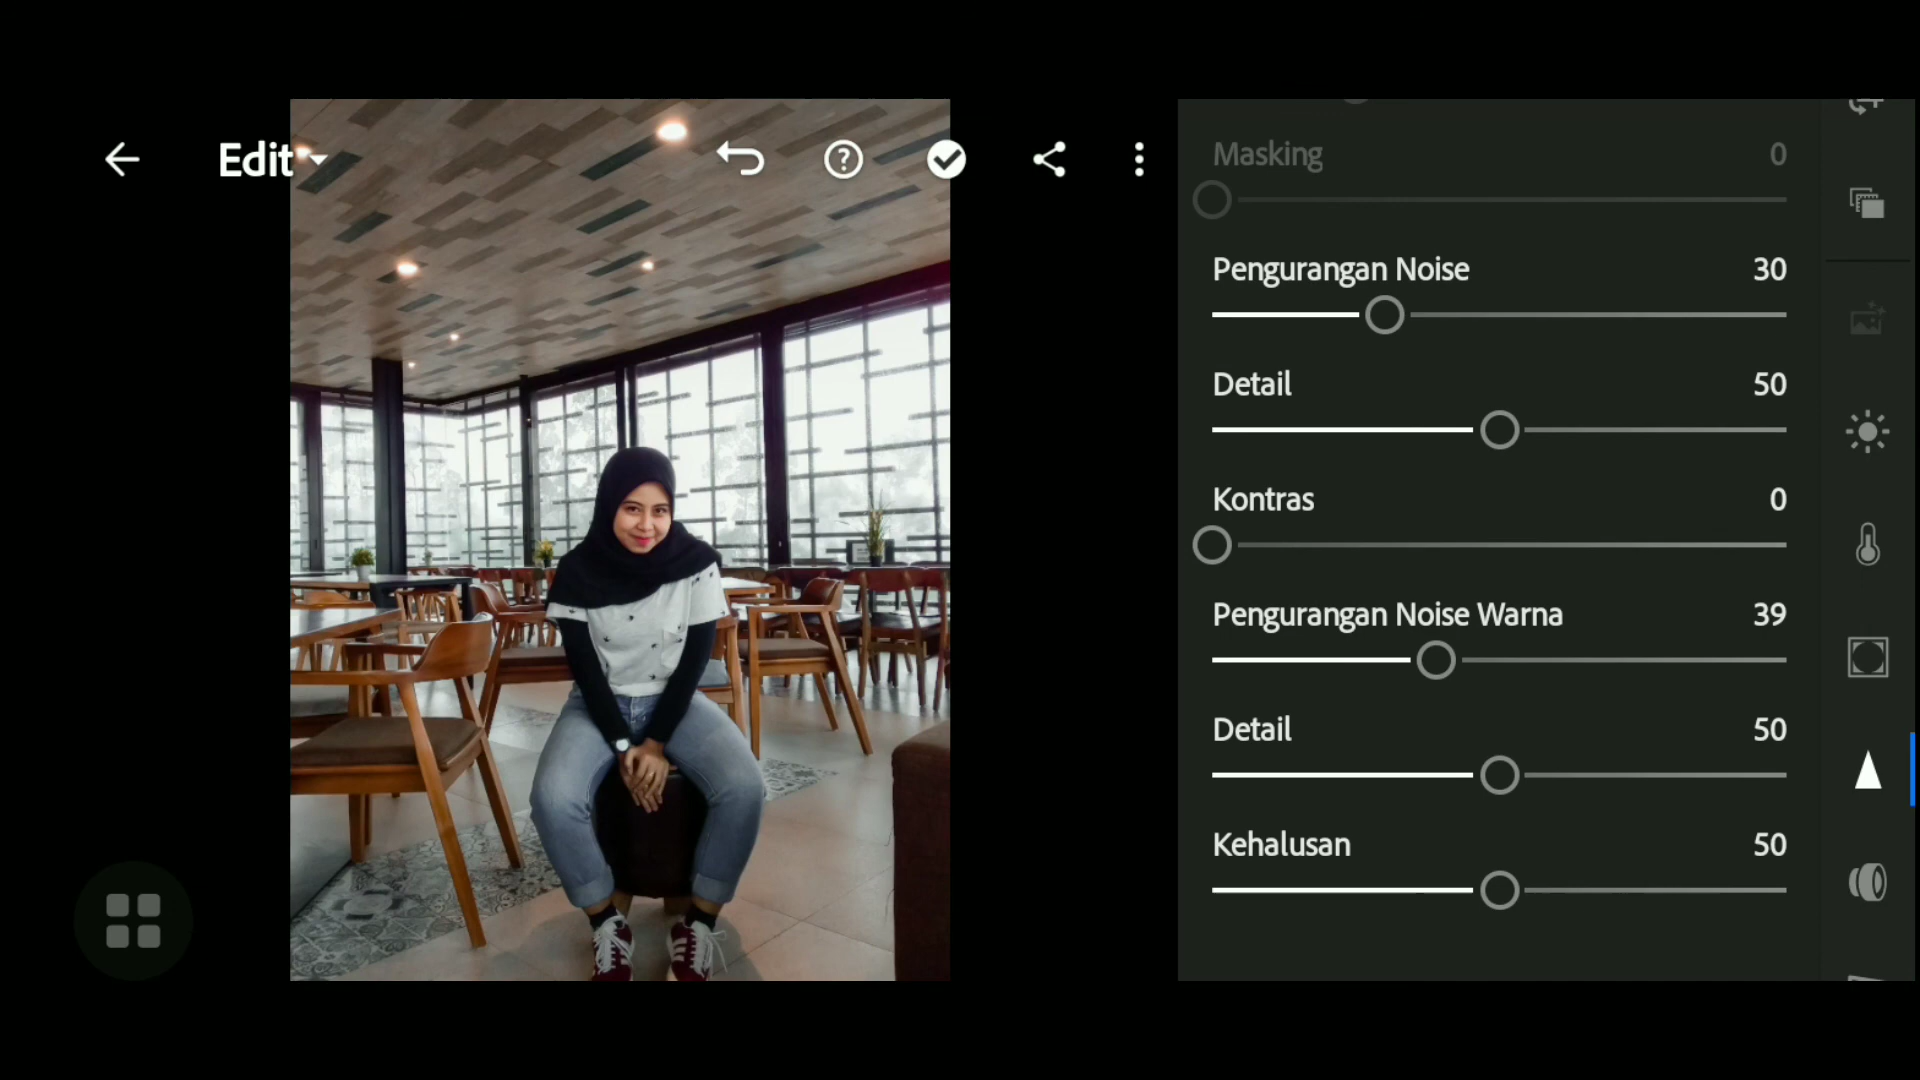 Edit
Masking 0
Pengurangan Noise 30
Detail 50
Kontras 0
Pengurangan Noise Warna 39
Detail 50
Kehalusan 50